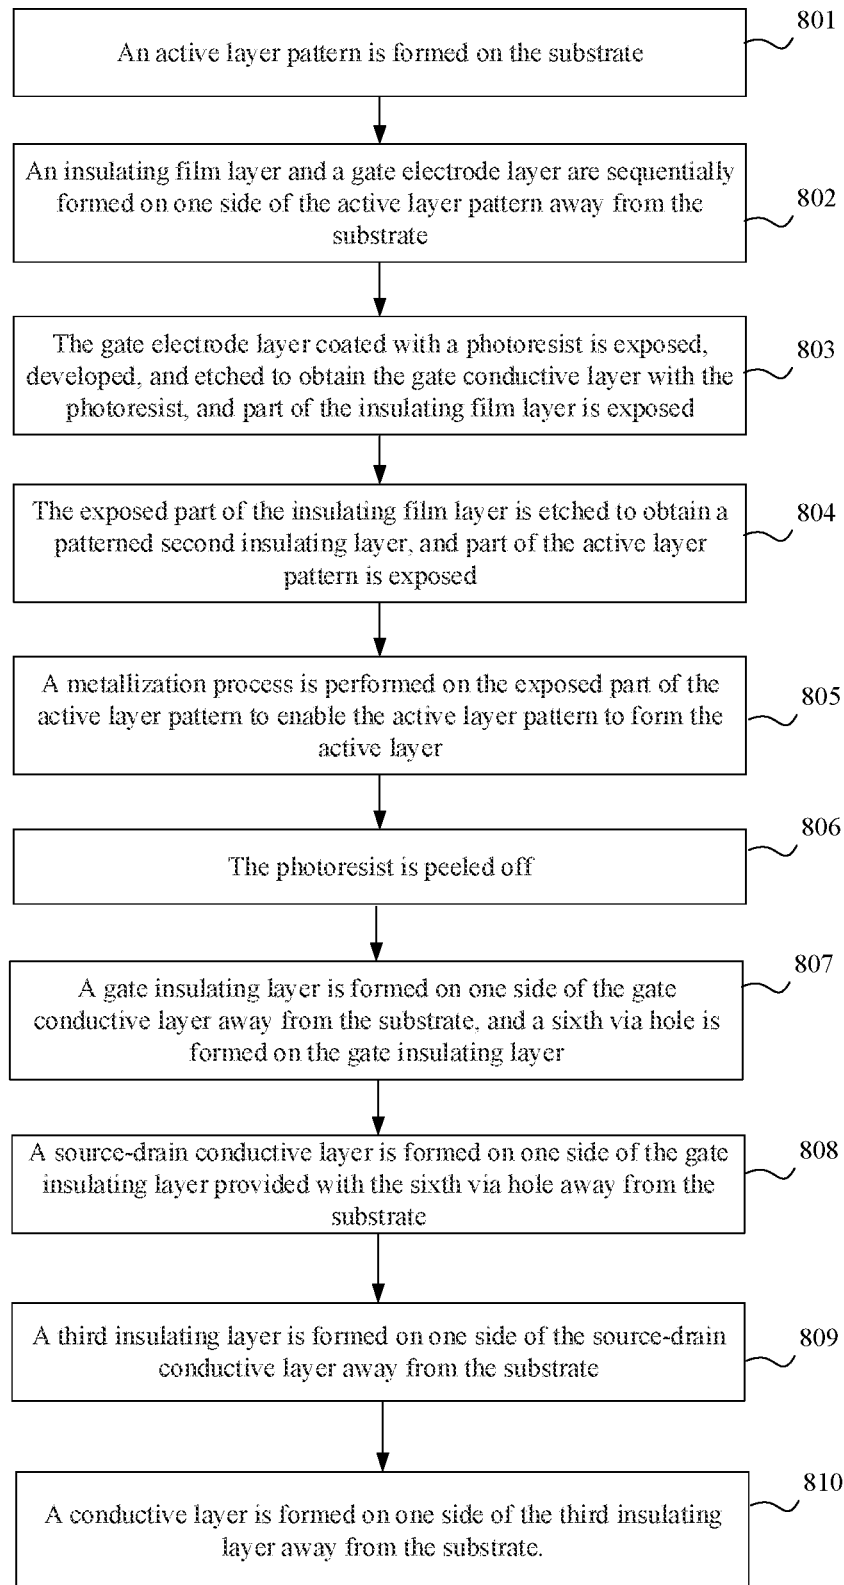 801
An active layer pattern is formed on the substrate
An insulating film layer and a gate electrode layer are sequentially
formed on one side of the active layer pattern away from the
substrate
802
The gate electrode layer coated with a photoresist is exposed,
developed, and etched to obtain the gate conductive layer with the
photoresist, and part of the insulating film layer is exposed
803
The exposed part of the insulating film layer is etched to obtain a
patterned second insulating layer, and part of the active layer
pattern is exposed
804
A metallization process is performed on the exposed part of the
active layer pattern to enable the active layer pattern to form the
active layer
805
806
The photoresist is peeled off
807
A gate insulating layer is formed on one side of the gate
conductive layer away from the substrate, and a sixth via hole is
formed on the gate insulating layer
808
A source-drain conductive layer is formed on one side of the gate
insulating layer provided with the sixth via hole away from the
substrate
809
A third insulating layer is formed on one side of the source-drain
conductive layer away from the substrate
810
A conductive layer is formed on one side of the third insulating
layer away from the substrate.